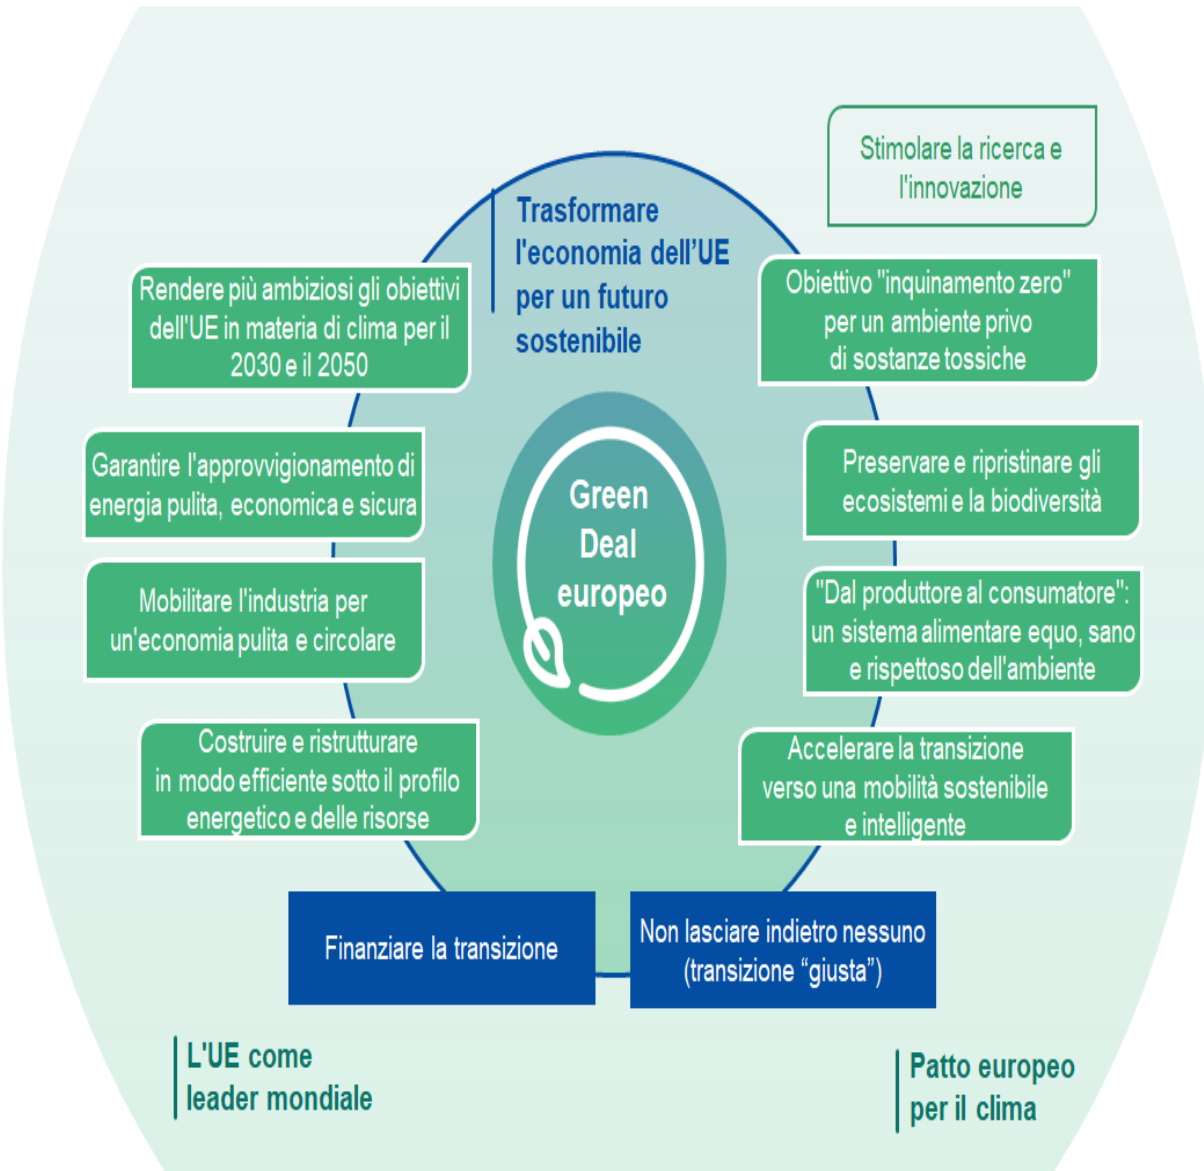 Stimolare la ricerca e
l'innovazione
Trasformare
l'economia dell'UE
per un futuro
sostenibile
Rendere più ambiziosi gli obiettivi
dell'UE in materia di clima per il
2030 e il 2050
Obiettivo "inquinamento zero"
per un ambiente privo
di sostanze tossiche
Garantire l'approvvigionamento di
energia pulita, economica e sicura
Preservare e ripristinare gli
ecosistemi e la biodiversità
Green
Deal
europeo
Mobilitare l'industria per
un'economia pulita e circolare
"Dal produttore al consumatore":
un sistema alimentare equo, sano
e rispettoso dell'ambiente
Costruire e ristrutturare
in modo efficiente sotto il profilo
energetico e delle risorse
Accelerare la transizione
verso una mobilità sostenibile
e intelligente
Finanziare la transizione
Non lasciare indietro nessuno
(transizione “giusta”)
L'UE come
leader mondiale
Patto europeo
per il clima